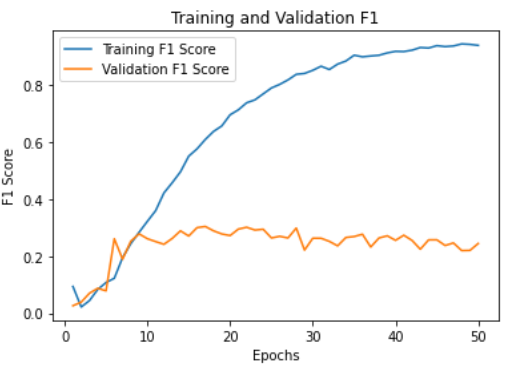 Training and Validation F1
Training F1 Score
Validation F1 Score
F1 Score
0.8
0.6
0.4
0.2
0.0
0 10 20 30 40 50
Epochs